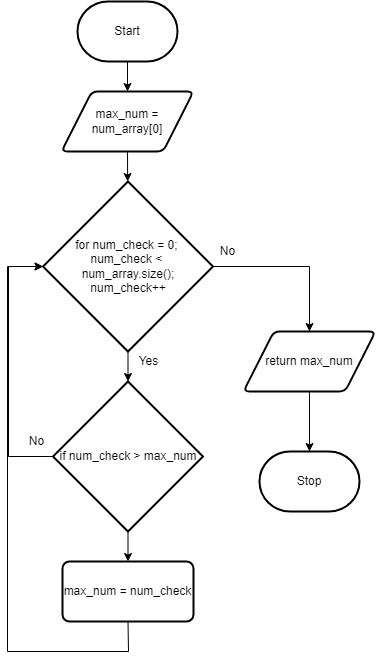 Start
max_num =
num_array[0]
for num_check = 0;
num_check <
num_array.size();
num_check++
No
Yes
return max_num
No
if num_check > max_num
Stop
max_num = num_check